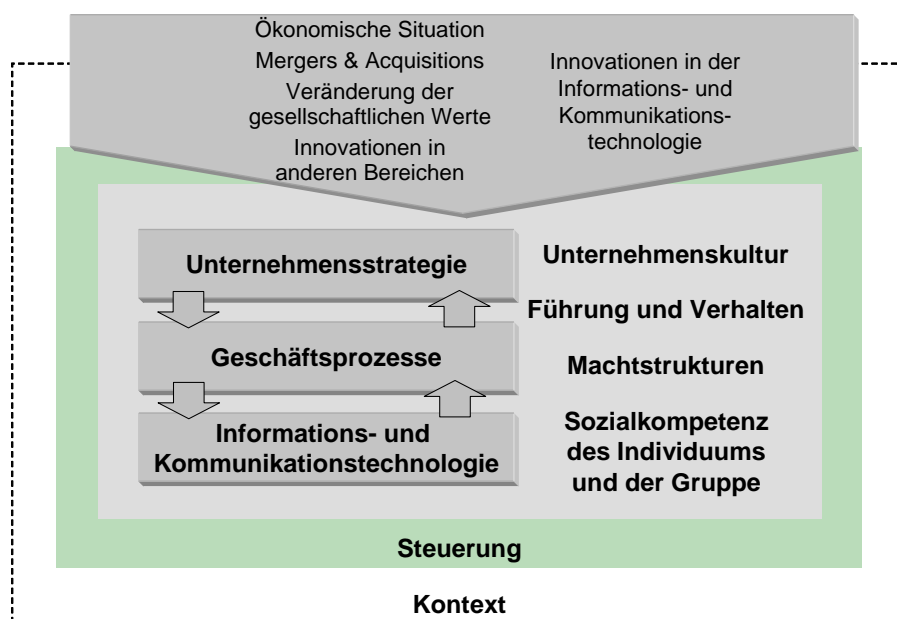 Ökonomische Situation
Mergers & Acquisitions
Veränderung der
gesellschaftlichen Werte
Innovationen in
anderen Bereichen
Innovationen in der
Informations- und
Kommunikations-
technologie
Unternehmensstrategie
Geschäftsprozesse
Informations- und
Kommunikationstechnologie
Unternehmenskultur
Führung und Verhalten
Machtstrukturen
Sozialkompetenz
des Individuums
und der Gruppe
Steuerung
Kontext